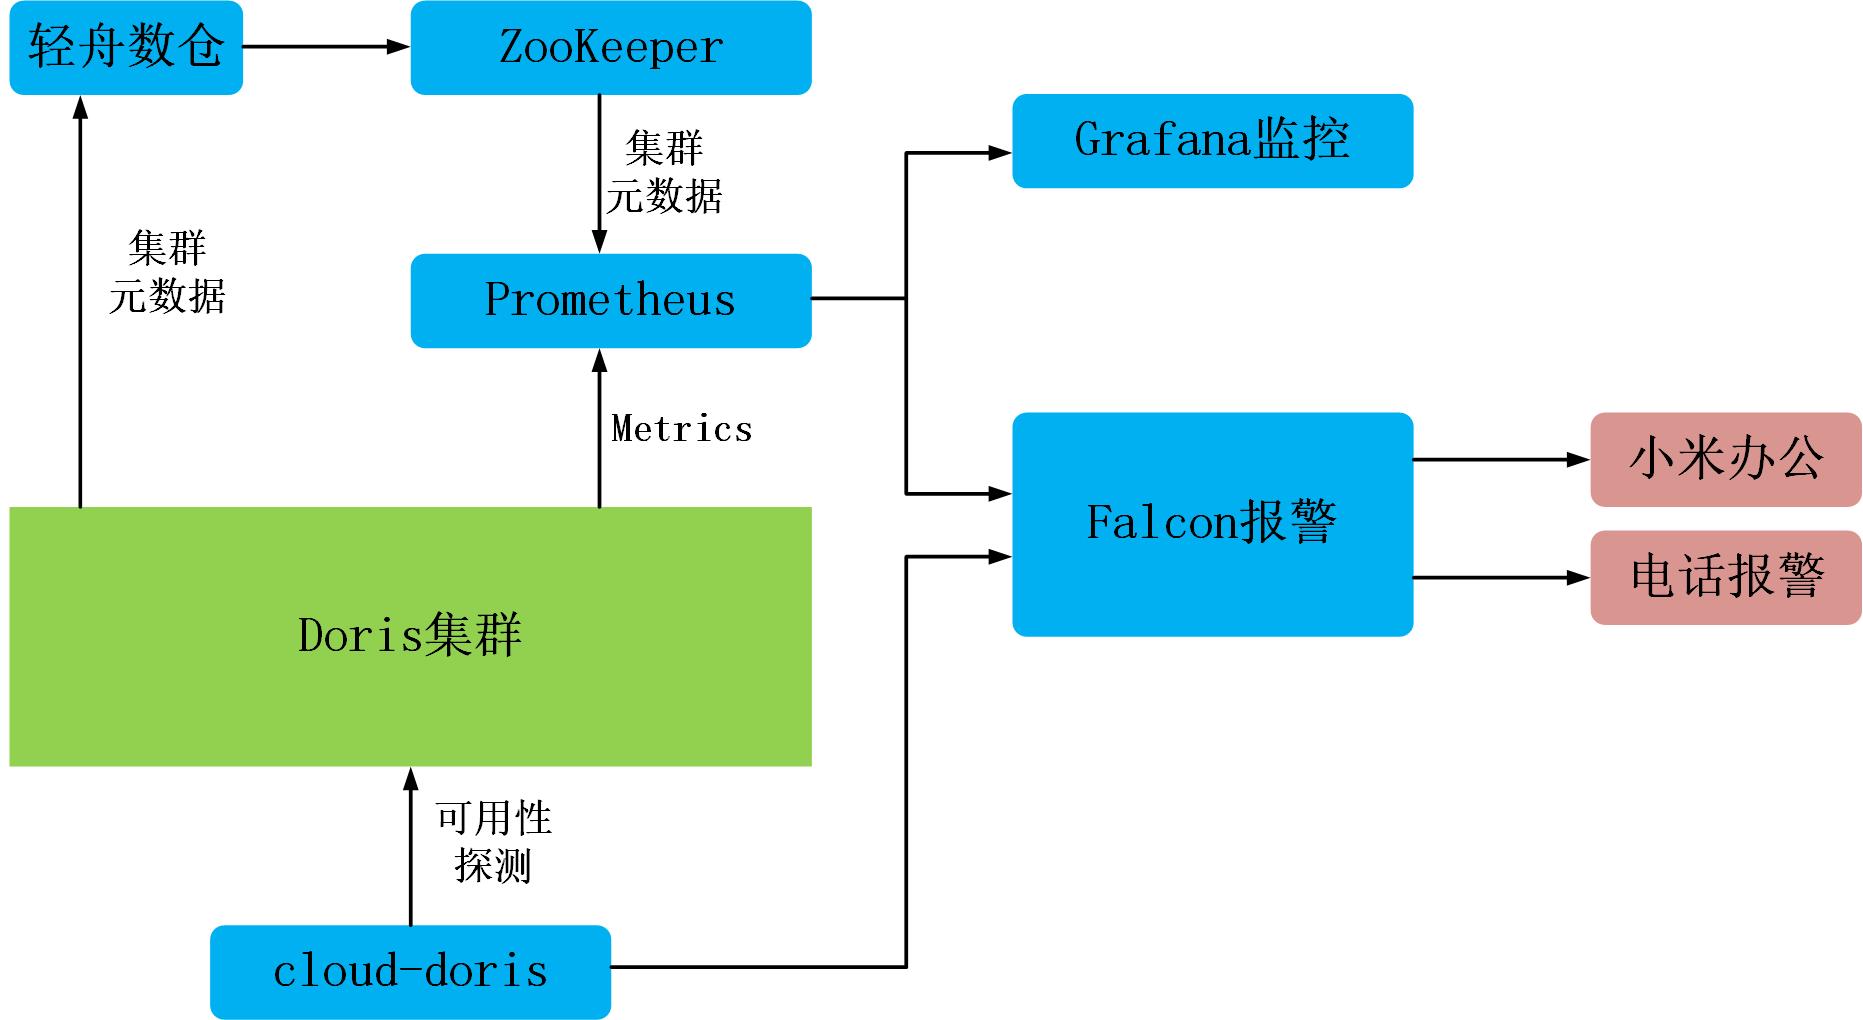 轻舟数仓
ZooKeeper
集群
元数据
Grafana监控
集群
元数据
Prometheus
Metrics
Falcon报警
小米办公
电话报警
Doris集群
可用性
探测
cloud-doris